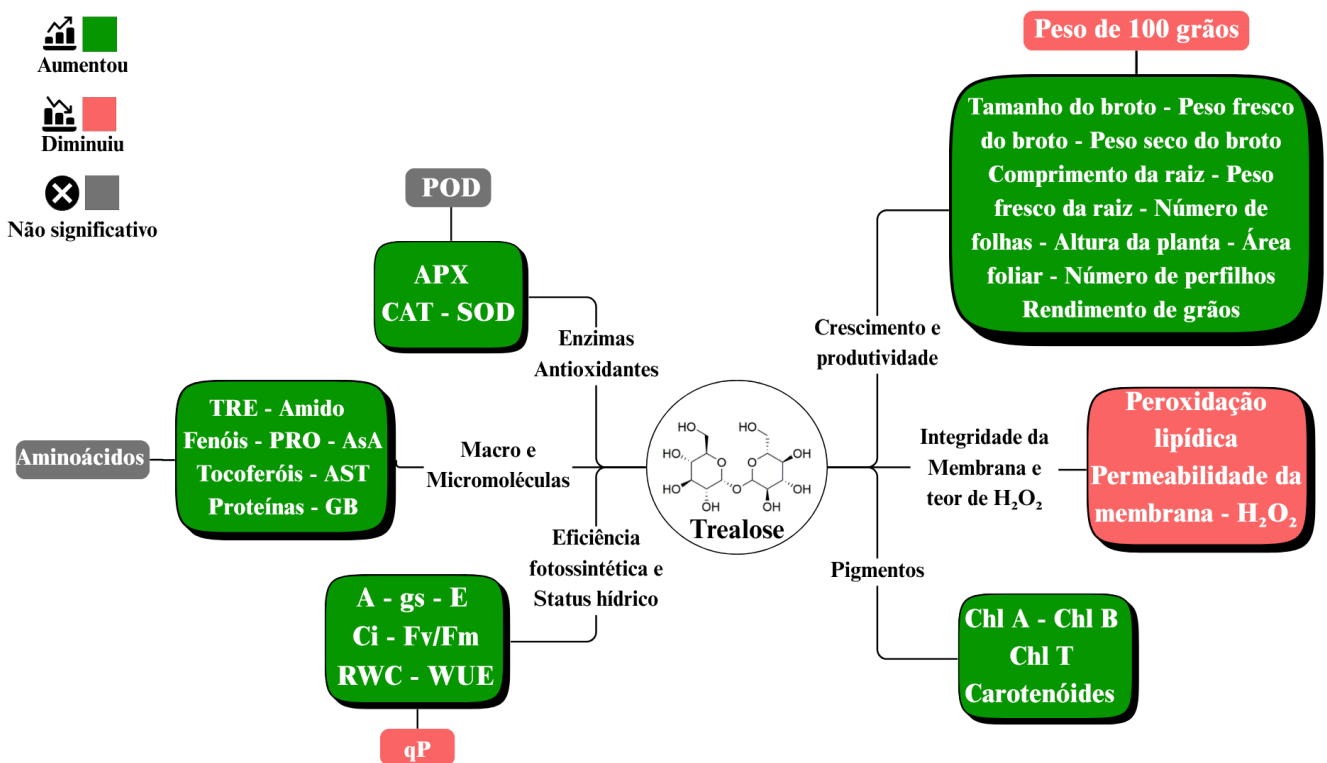 Aumentou
Diminuiu
Não significativo
POD
APX
CAT - SOD
Enzimas
Antioxidantes
Aminoácidos
TRE - Amido
Fenóis - PRO - AsA
Tocoferóis - AST
Proteínas - GB
Macro e
Micromoléculas
Eficiência
fotossintética e
Status hídrico
A - gs - E
Ci - Fv/Fm
RWC - WUE
qP
HO
O
OH
HO
HO
OH
O
HO
O
OH
HO
OH
OH
Trealose
Peso de 100 grãos
Tamanho do broto - Peso fresco
do broto - Peso seco do broto
Comprimento da raiz - Peso
fresco da raiz - Número de
folhas - Altura da planta - Área
foliar - Número de perfilhos
Rendimento de grãos
Crescimento e
produtividade
Integridade da
Membrana e
teor de H₂O₂
Peroxidação
lipídica
Permeabilidade da
membrana - H₂O₂
Pigmentos
Chl A - Chl B
Chl T
Carotenóides